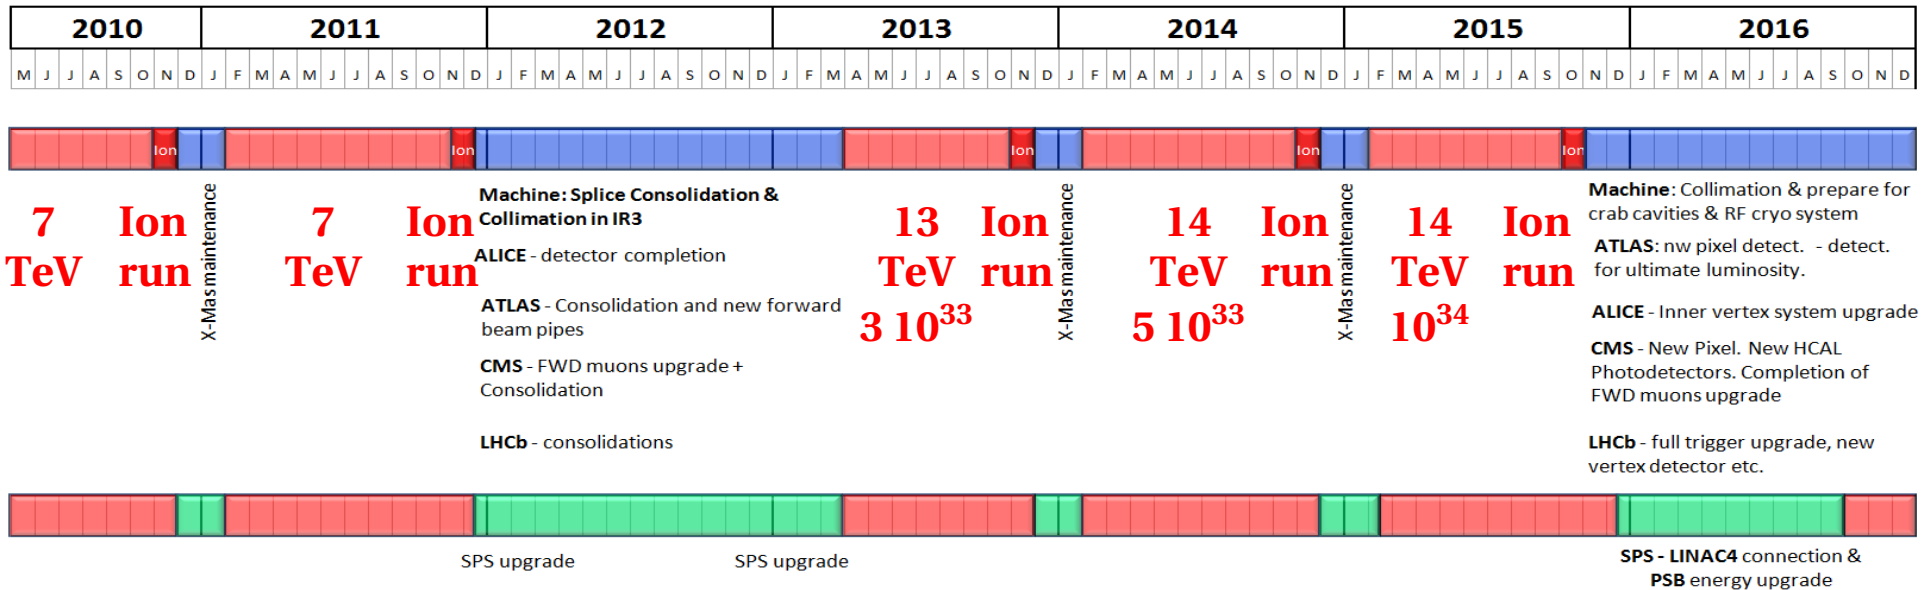 2010 2011 2012 2013 2014 2015 2016
M J J A S O N D J F M A M J J A S O N D J F M A M J J A S O N D J F M A M J J A S O N D J F M A M J J A S O N D J F M A M J J A S O N D J F M A M J J A S O N D
Ion Ion Ion Ion Ion
7
TeV
Ion
run
X-Mas maintenance
7
TeV
Ion
run
Machine: Splice Consolidation &
Collimation in IR3
ALICE - detector completion
ATLAS - Consolidation and new forward
beam pipes
CMS - FWD muons upgrade +
Consolidation
LHCb - consolidations
13
TeV
3 10³³
Ion
run
X-Mas maintenance
14
TeV
5 10³³
Ion
run
X-Mas maintenance
14
TeV
10³⁴
Ion
run
Machine: Collimation & prepare for
crab cavities & RF cryo system
ATLAS: nw pixel detect. - detect.
for ultimate luminosity.
ALICE - Inner vertex system upgrade
CMS - New Pixel. New HCAL
Photodetectors. Completion of
FWD muons upgrade
LHCb - full trigger upgrade, new
vertex detector etc.
SPS upgrade
SPS upgrade
SPS - LINAC4 connection &
PSB energy upgrade